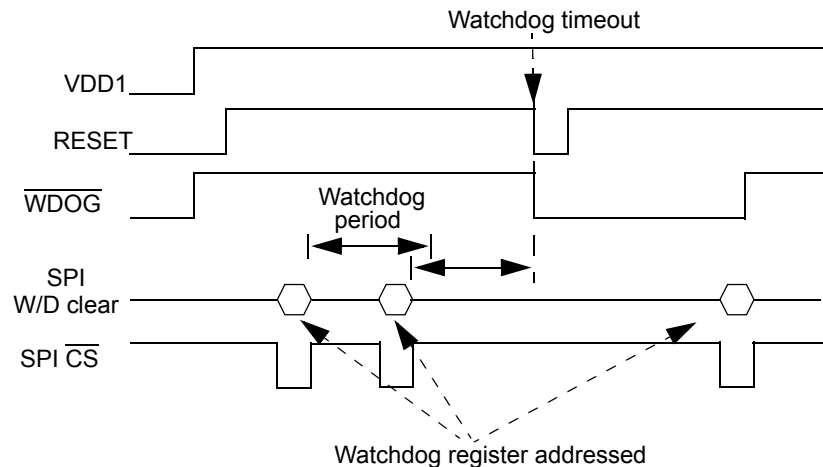 Watchdog timeout
VDD1
RESET
WDOG
Watchdog
period
SPI
W/D clear
SPI CS
Watchdog register addressed